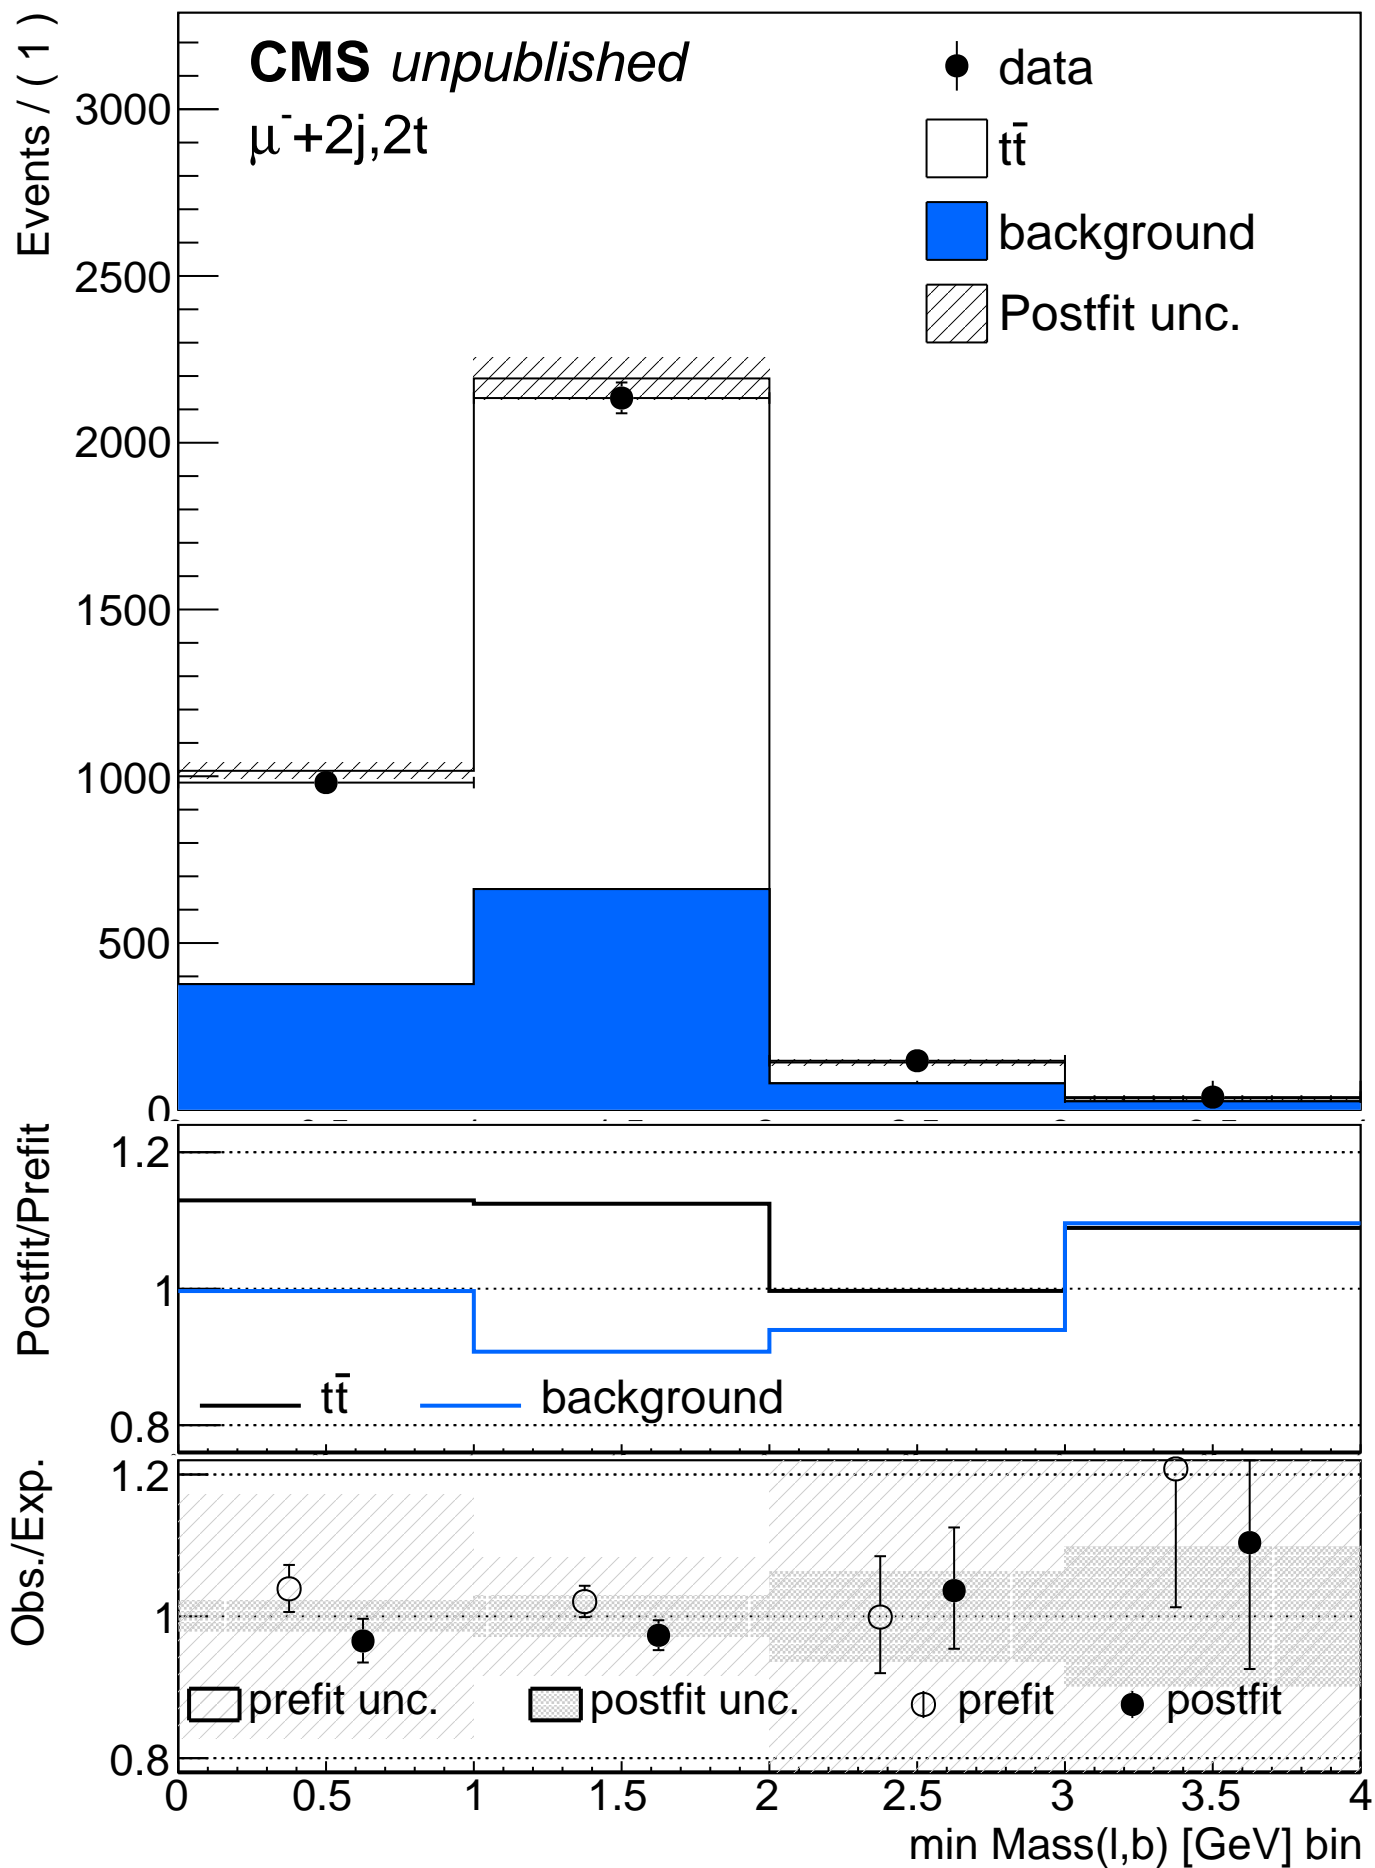 Events / ( 1 )
CMS unpublished
μ⁻+2j,2t
data
tt̄
background
Postfit unc.
3000
2500
2000
1500
1000
500
0
Postfit/Prefit
1.2
1
0.8
tt̄ background
Obs./Exp.
1.2
1
0.8
prefit unc. postfit unc. prefit postfit
0 0.5 1 1.5 2 2.5 3 3.5 4
min Mass(l,b) [GeV] bin